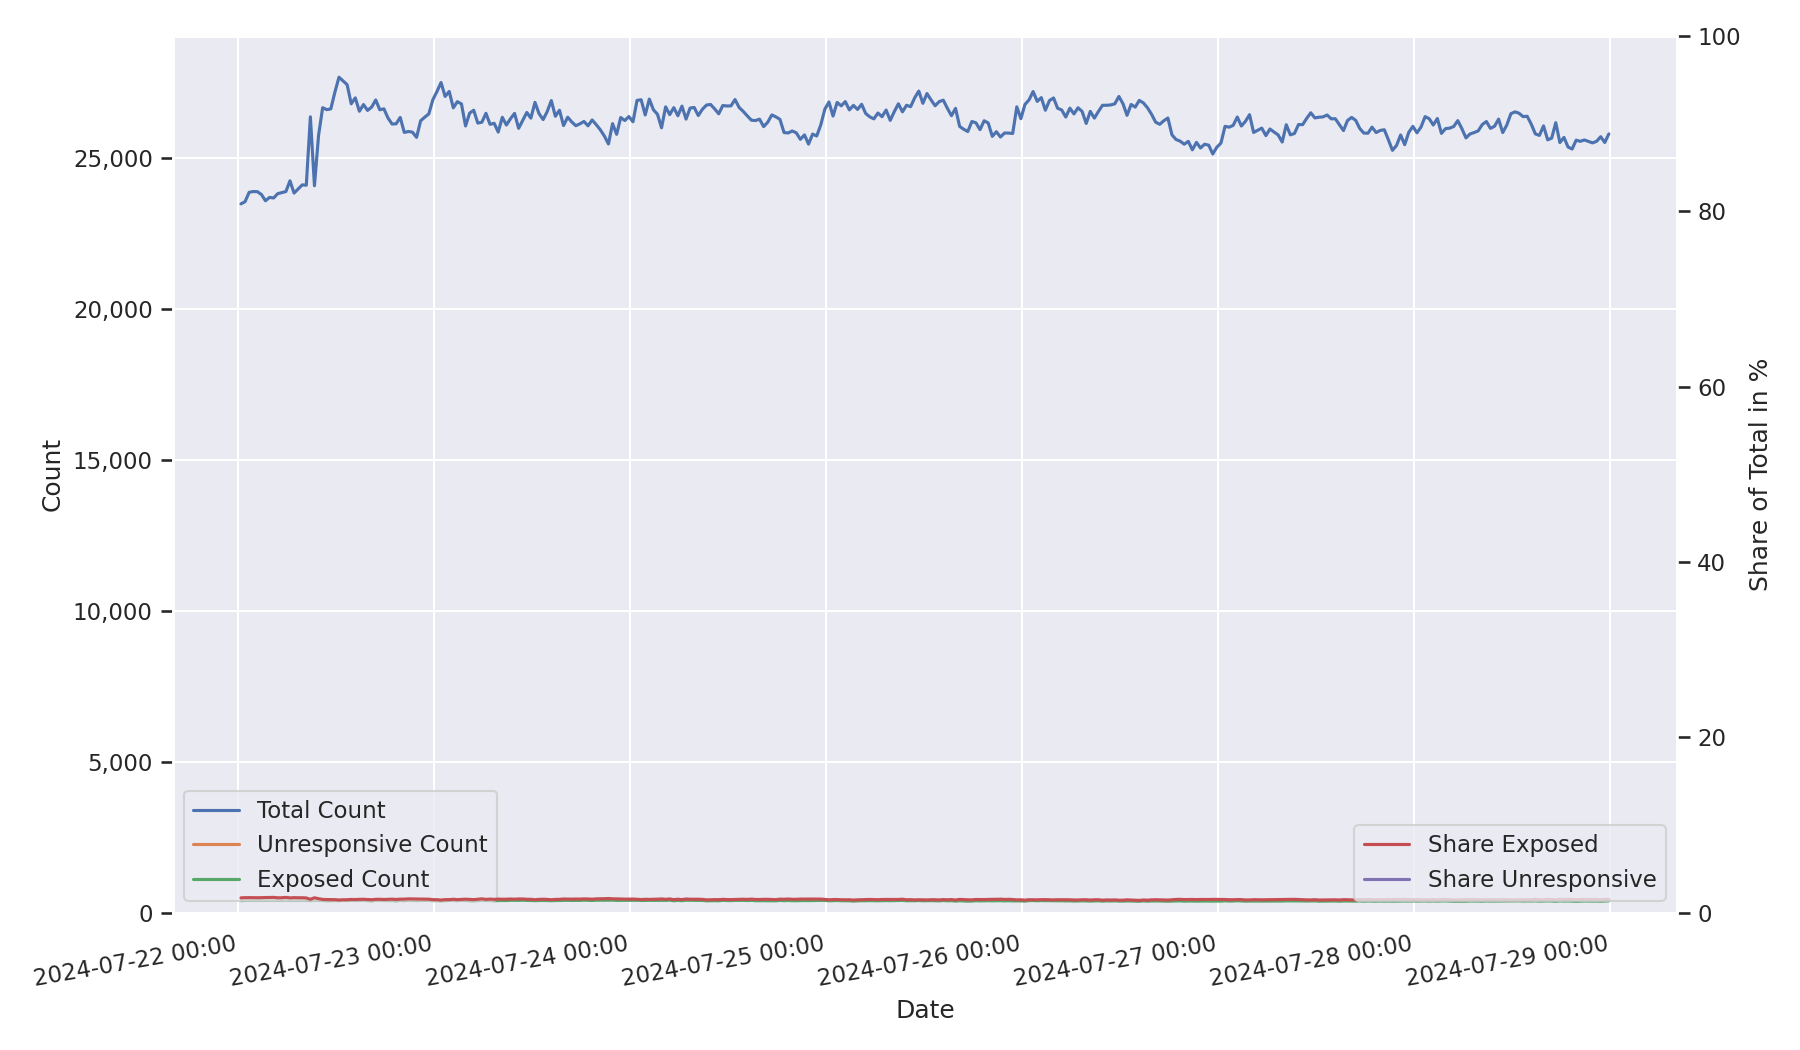 100
80
60
40
20
0
Share of Total in %
25,000
20,000
15,000
10,000
5,000
0
Count
Total Count
Unresponsive Count
Exposed Count
Share Exposed
Share Unresponsive
2024-07-22 00:00
2024-07-23 00:00
2024-07-24 00:00
2024-07-25 00:00
2024-07-26 00:00
2024-07-27 00:00
2024-07-28 00:00
2024-07-29 00:00
Date